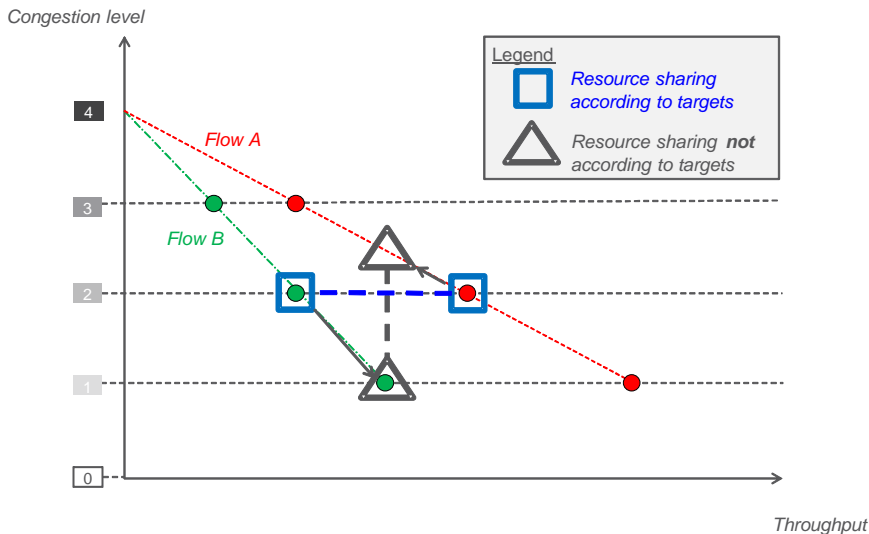 Congestion level
Legend
Resource sharing
according to targets
4
Flow A
Resource sharing not
according to targets
3
Flow B
2
1
0
Throughput